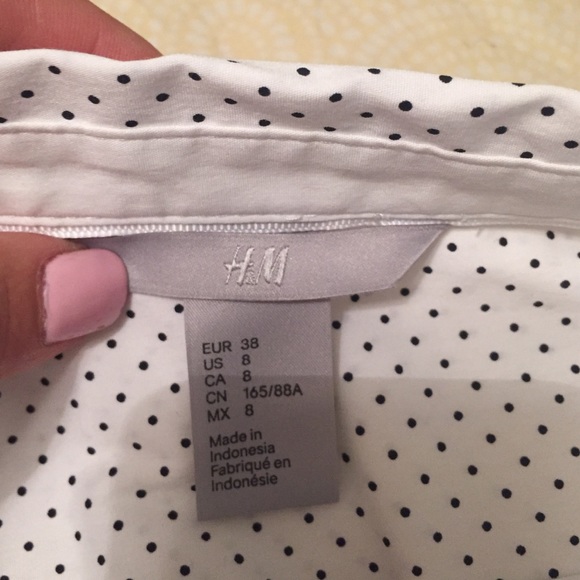 H&M
EUR 38
US 8
CA 8
CN 165/88A
MX 8
Made in
Indonesia
Fabriqué en
Indonésie